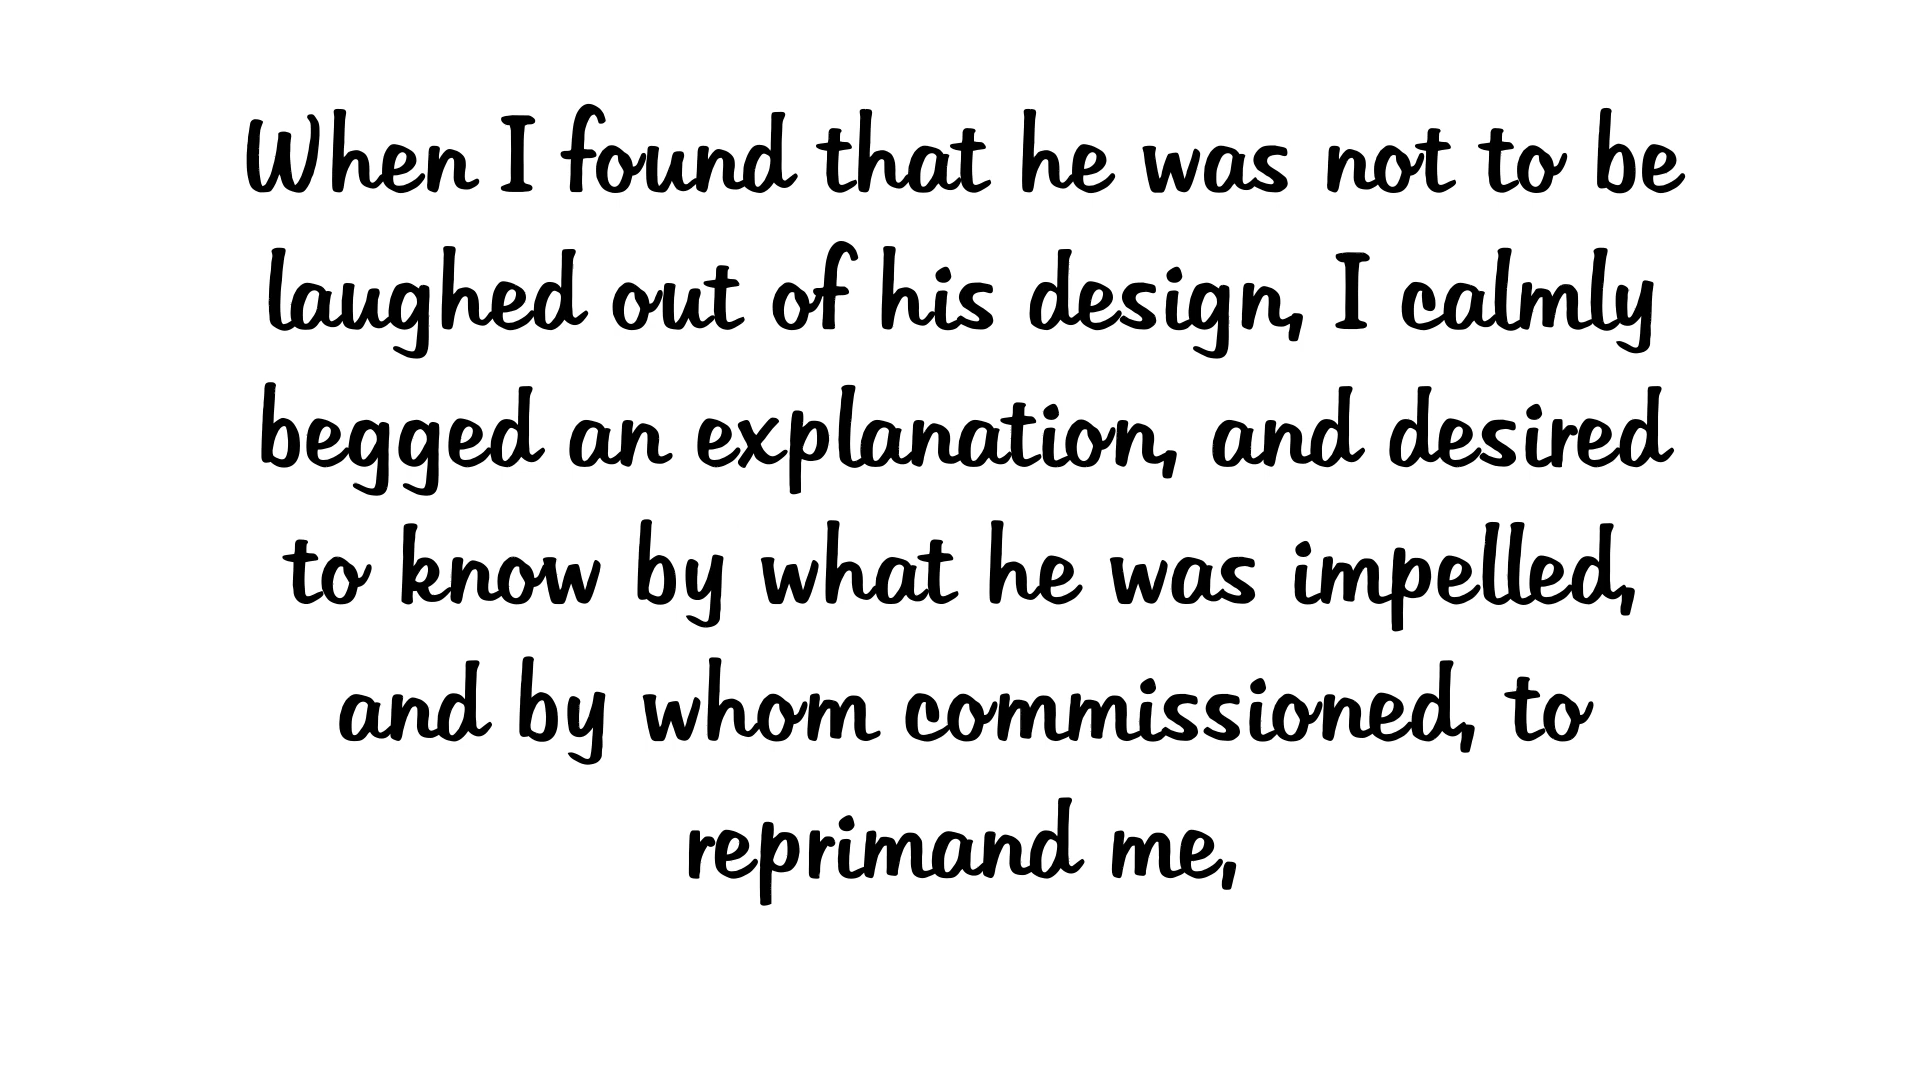 When I found that he was not to be
laughed out of his design, I calmly
begged an explanation, and desired
to know by what he was impelled,
and by whom commissioned, to
reprimand me,